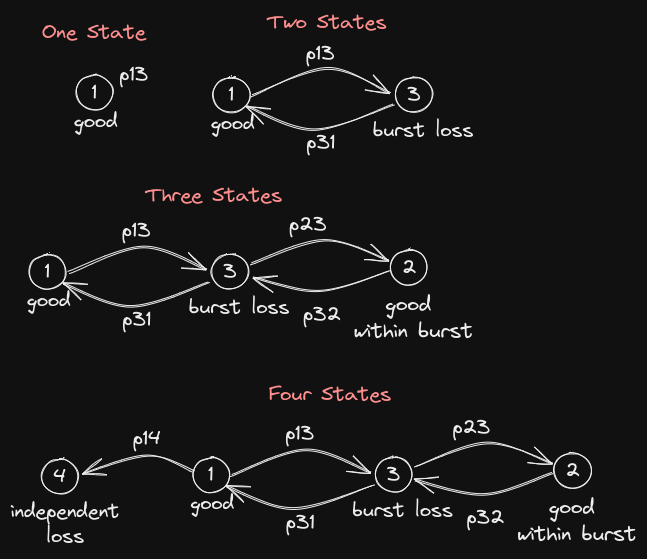 One State
Two States
p13
1
good
p13
1
good
3
burst loss
p31
Three States
p13
p23
1
good
3
burst loss
2
good
within burst
p31
p32
Four States
p14
p13
p23
4
independent
loss
1
good
3
burst loss
2
good
within burst
p31
p32